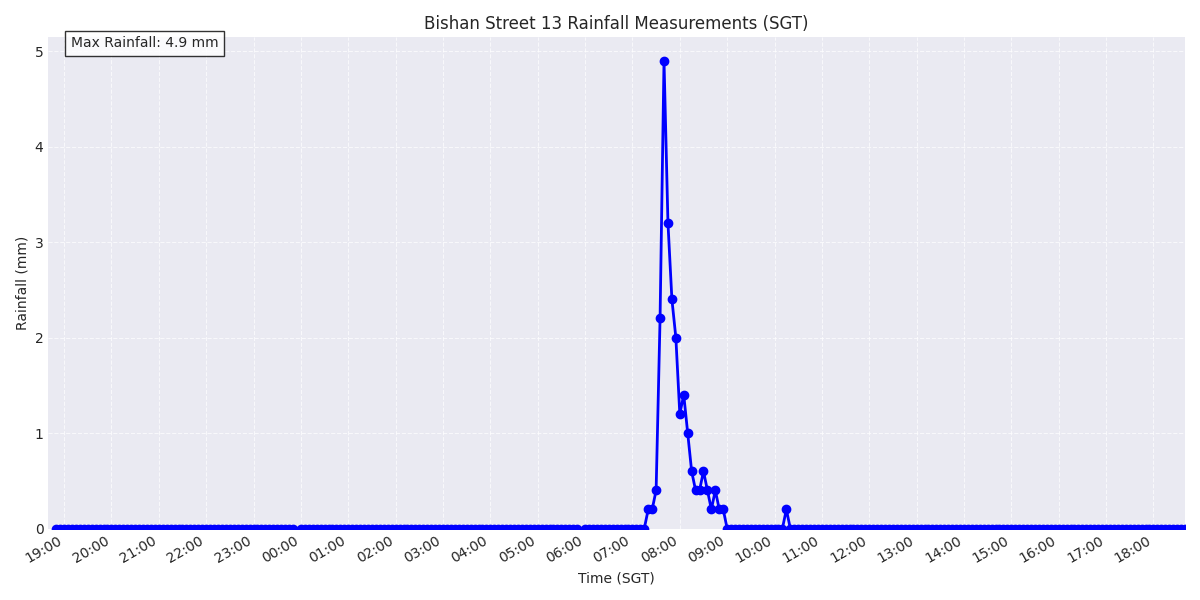 Bishan Street 13 Rainfall Measurements (SGT)
Max Rainfall: 4.9 mm
5
4
3
2
1
0
Rainfall (mm)
19:00 20:00 21:00 22:00 23:00 00:00 01:00 02:00 03:00 04:00 05:00 06:00 07:00 08:00 09:00 10:00 11:00 12:00 13:00 14:00 15:00 16:00 17:00 18:00
Time (SGT)